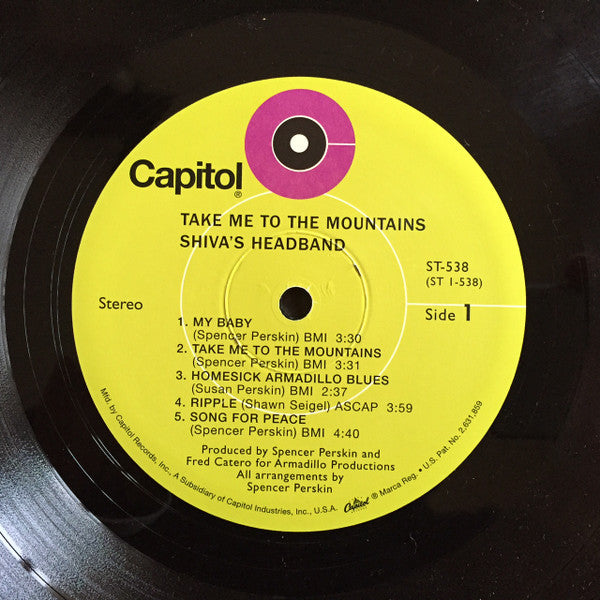 Capitol®
TAKE ME TO THE MOUNTAINS
SHIVA'S HEADBAND
ST-538
(ST 1-538)
Stereo
Side 1
1. MY BABY
(Spencer Perskin) BMI 3:30
2. TAKE ME TO THE MOUNTAINS
(Spencer Perskin) BMI 3:31
3. HOMESICK ARMADILLO BLUES
(Susan Perskin) BMI 2:37
4. RIPPLE (Shawn Seigel) ASCAP 3:59
5. SONG FOR PEACE
(Spencer Perskin) BMI 4:40
Produced by Spencer Perskin and
Fred Catero for Armadillo Productions
All arrangements by
Spencer Perskin
Mfd. by Capitol Records, Inc., A Subsidiary of Capitol Industries, Inc., U.S.A. Capitol ® Marca Reg. • U.S. Pat. No. 2,631,859